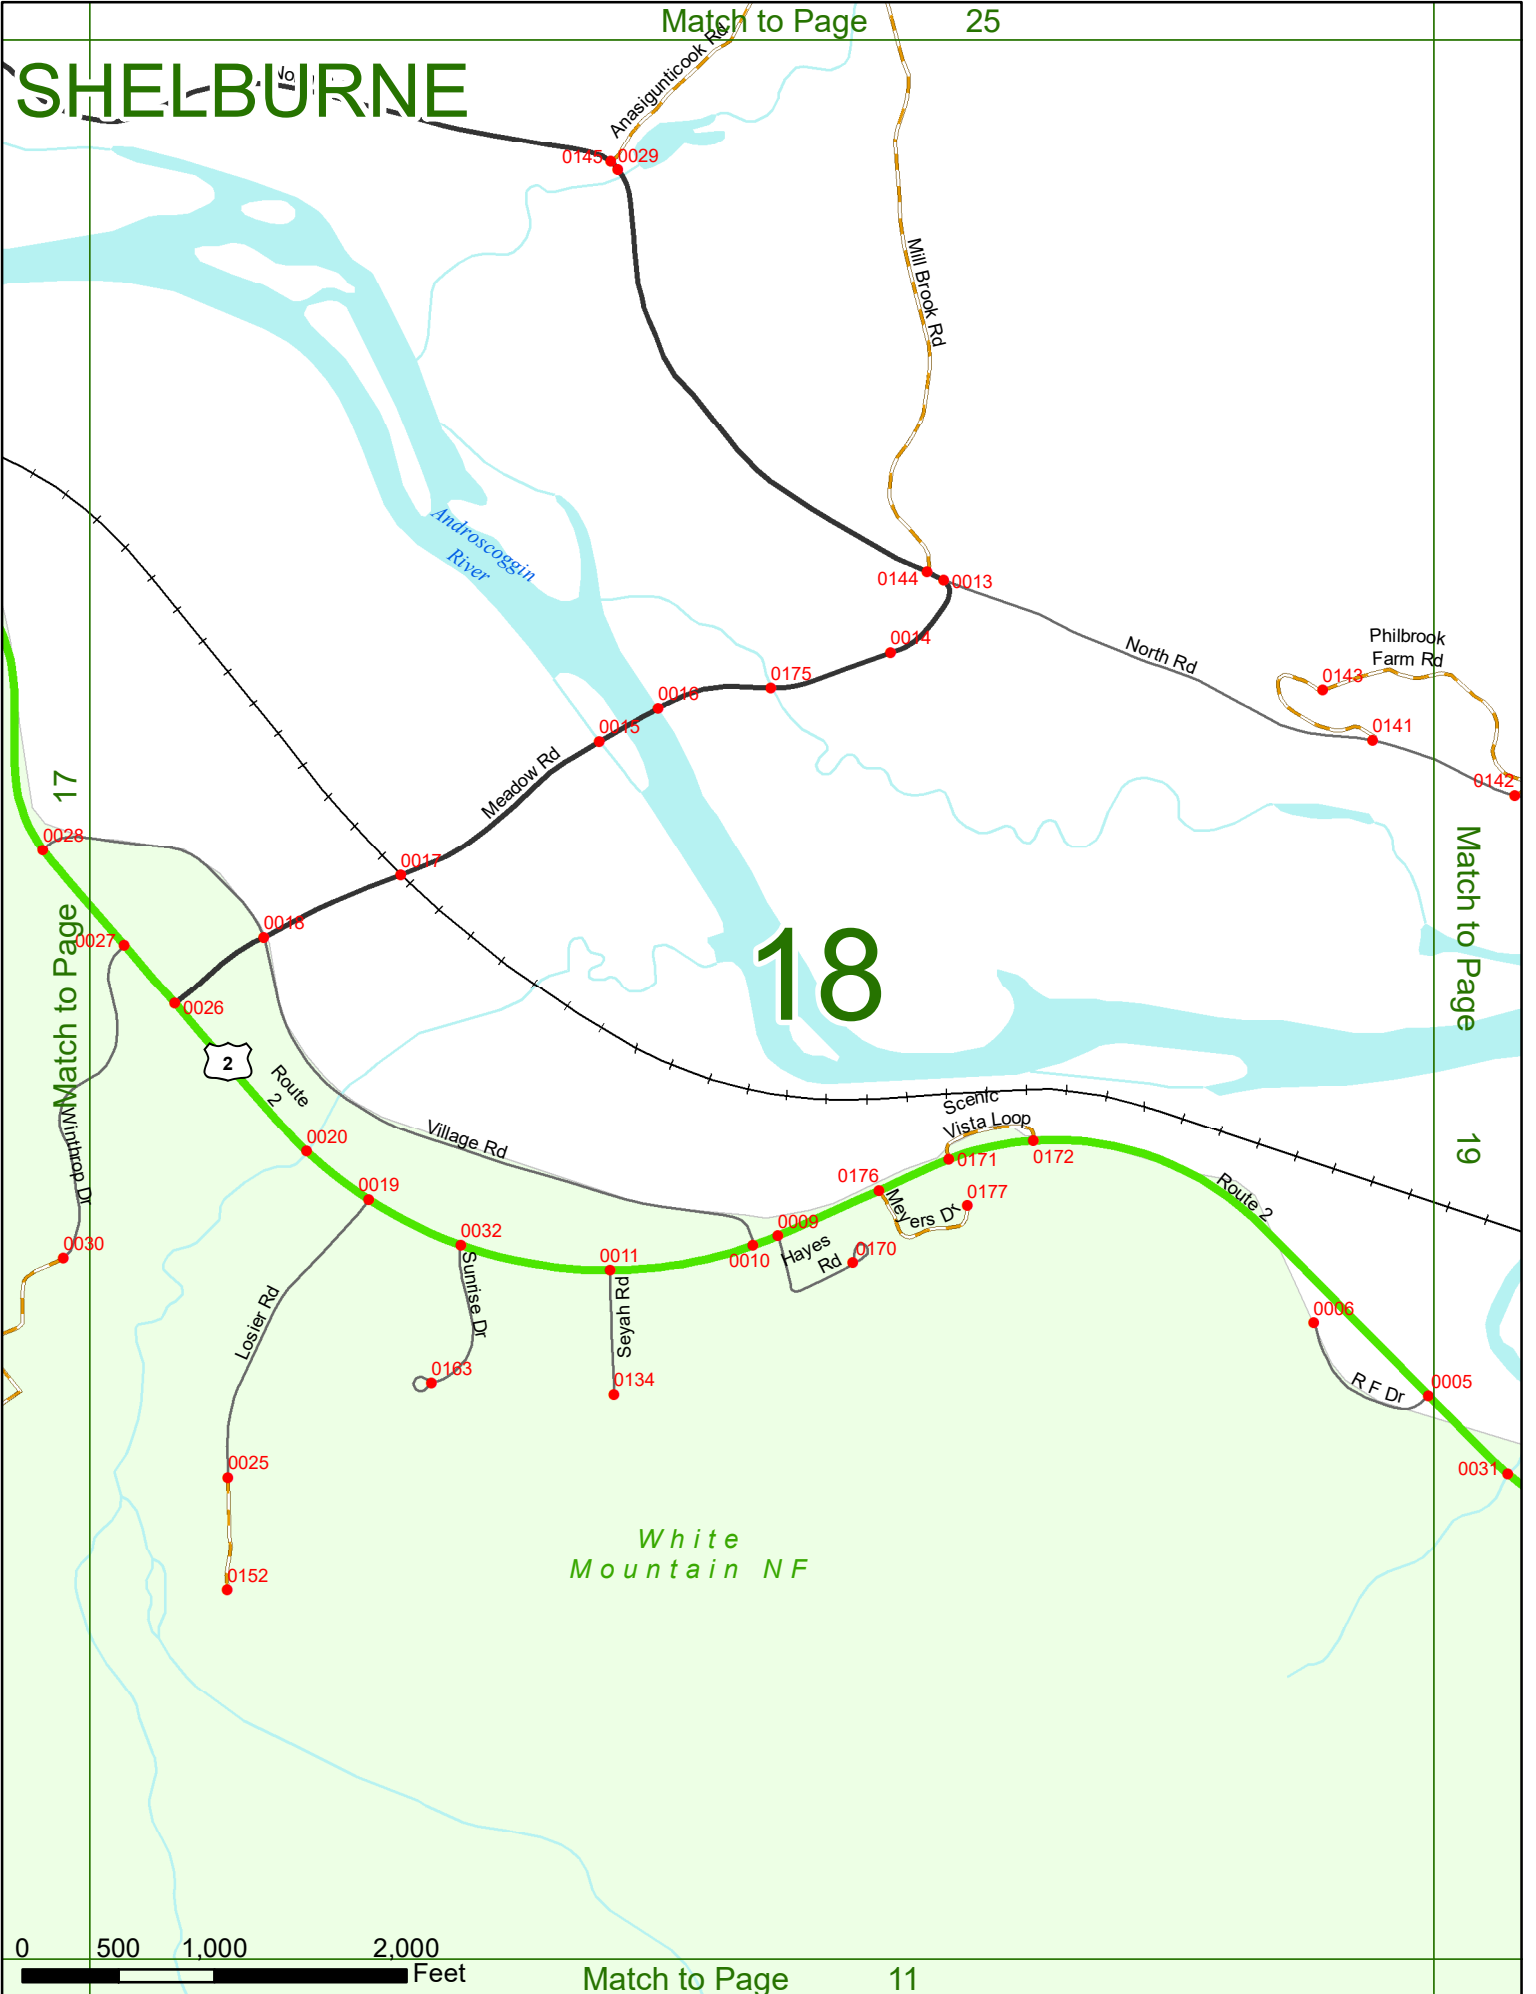 Match to Page 25
SHELBURNE
No
Anasigunticook Rd
0145
0029
Mill Brook Rd
Androscoggin
River
0144
0013
0014
North Rd
Philbrook
Farm Rd
0143
0175
0016
0015
0141
0142
Meadow Rd
Match to Page 17
0028
0017
0018
0027
0026
18
Match to Page 19
2
Route
2
Winthrop Dr
0020
Village Rd
Scenic
Vista Loop
0171
0172
0176
0177
Meyers Dr
Route 2
0019
0030
0032
0011
0010
0009
Hayes
Rd
0170
Losier Rd
Sunrise Dr
Seyah Rd
0006
0163
0134
R F Dr
0005
0025
0031
White
Mountain NF
0152
0 500 1,000 2,000
Feet
Match to Page 11